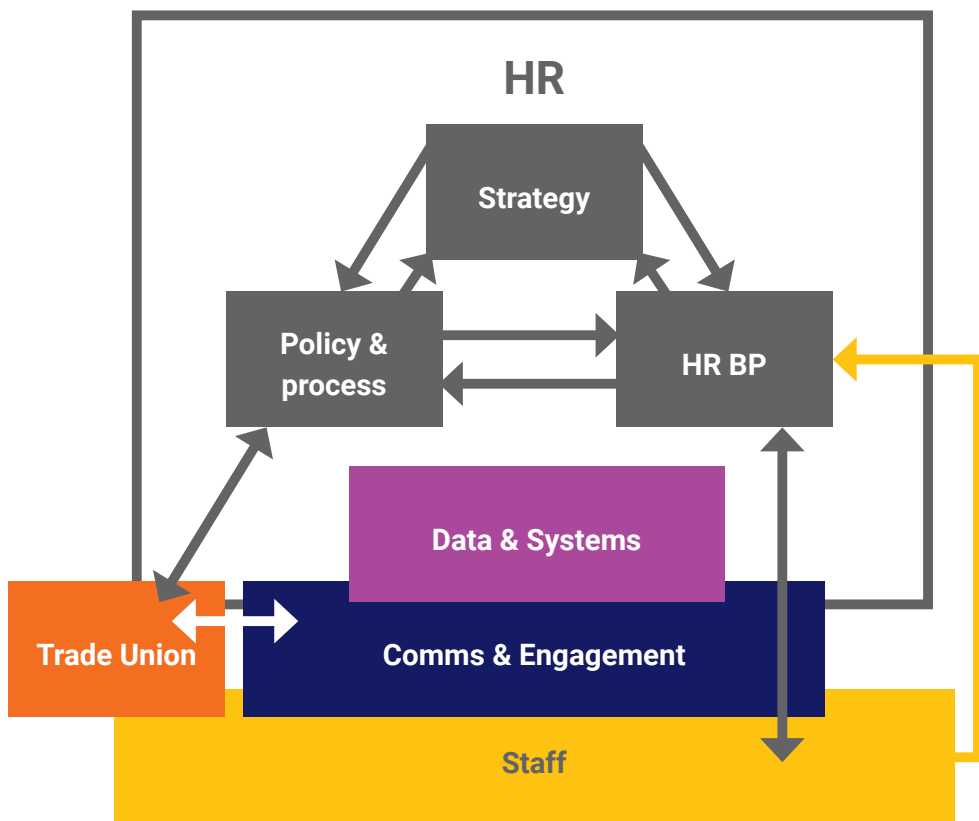 HR
Strategy
Policy &
process
HR BP
Data & Systems
Trade Union
Comms & Engagement
Staff